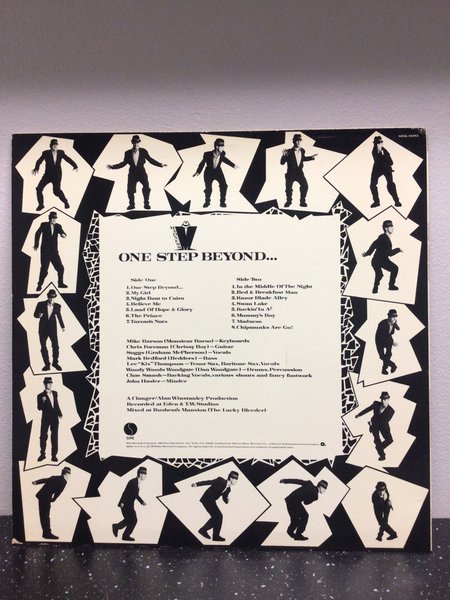 ONE STEP BEYOND...
Side One
1. One Step Beyond...
2. My Girl
3. Night Boat to Cairo
4. Believe Me
5. Land Of Hope & Glory
6. The Prince
7. Tarzans Nuts
Side Two
1. In the Middle Of The Night
2. Bed & Breakfast Man
3. Razor Blade Alley
4. Swan Lake
5. Rockin' In A♭
6. Mummy's Boy
7. Madness
8. Chipmunks Are Go!
Mike Barson (Monsieur Barso)—Keyboards
Chris Foreman (Chrissy Boy)—Guitar
Suggs (Graham McPherson)—Vocals
Mark Bedford (Bedders)—Bass
Lee "Kix" Thompson—Tenor Sax, Baritone Sax, Vocals
Woody Woods Woodgate (Dan Woodgate)—Drums, Percussion
Chas Smash—Backing Vocals, various shouts and fancy footwork
John Hasler—Minder
A Clanger/Alan Winstanley Production
Recorded at Eden & T.W. Studios
Mixed at Basheni's Mansion (The Lucky Bleeder)
SIRE